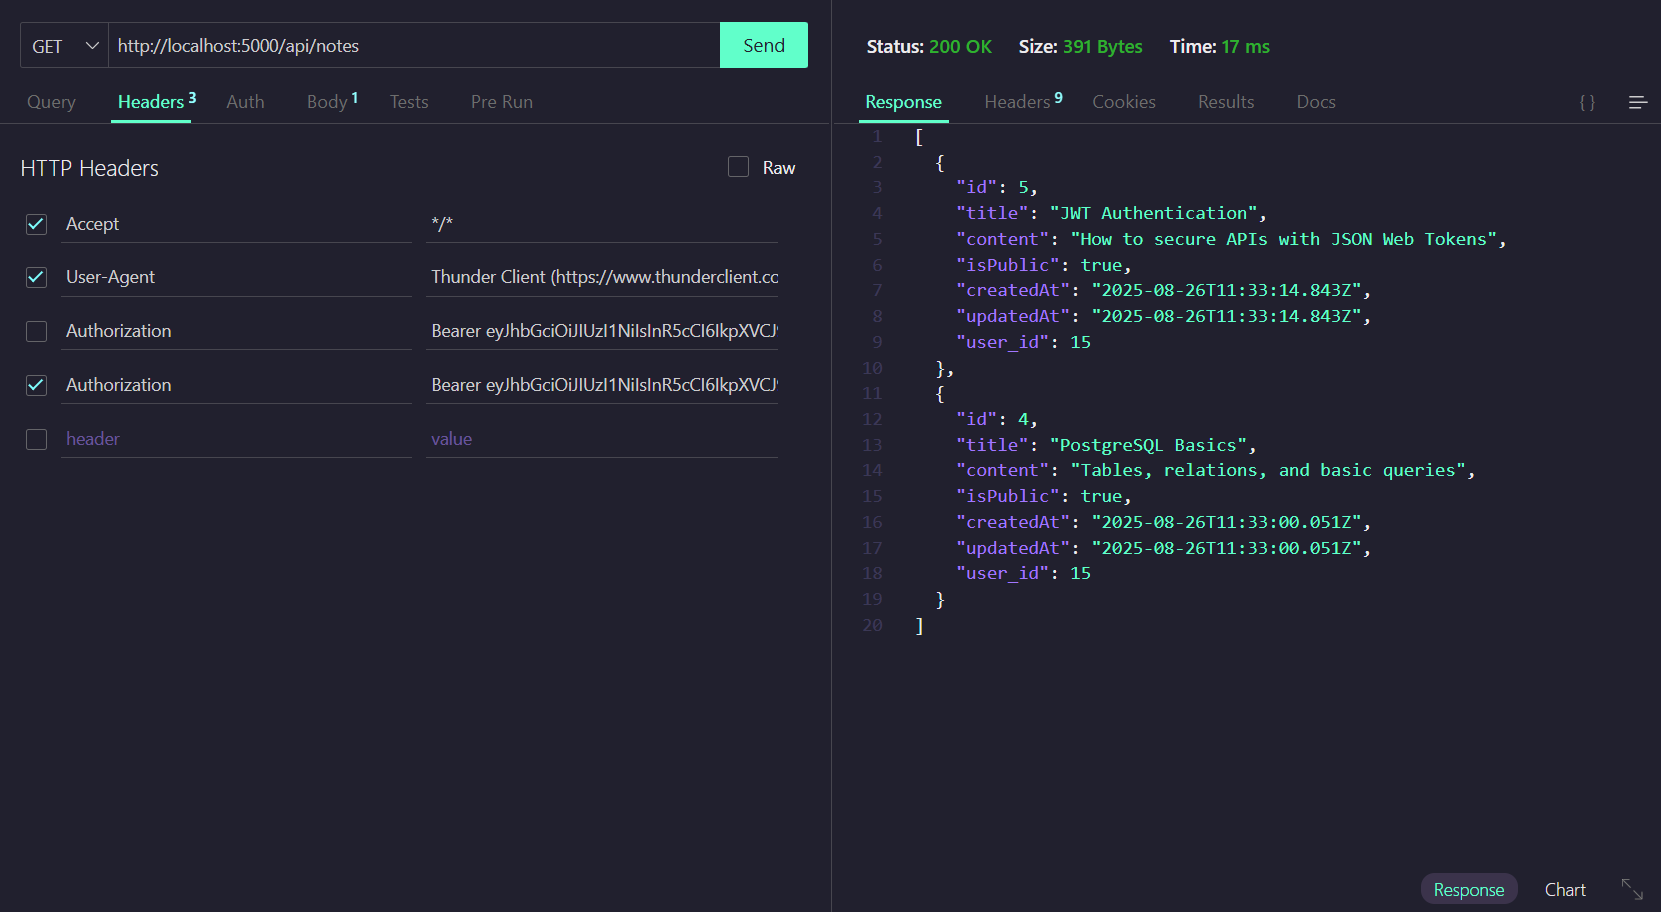 GET http://localhost:5000/api/notes Send
Query Headers 3 Auth Body 1 Tests Pre Run
HTTP Headers Raw
Accept */*
User-Agent Thunder Client (https://www.thunderclient.co
Authorization Bearer eyJhbGciOiJIUzI1NiIsInR5cCI6IkpXVCJ9
Authorization Bearer eyJhbGciOiJIUzI1NiIsInR5cCI6IkpXVCJ9
header value
Status: 200 OK Size: 391 Bytes Time: 17 ms
Response Headers 9 Cookies Results Docs { }
1 [
2 {
3 "id": 5,
4 "title": "JWT Authentication",
5 "content": "How to secure APIs with JSON Web Tokens",
6 "isPublic": true,
7 "createdAt": "2025-08-26T11:33:14.843Z",
8 "updatedAt": "2025-08-26T11:33:14.843Z",
9 "user_id": 15
10 },
11 {
12 "id": 4,
13 "title": "PostgreSQL Basics",
14 "content": "Tables, relations, and basic queries",
15 "isPublic": true,
16 "createdAt": "2025-08-26T11:33:00.051Z",
17 "updatedAt": "2025-08-26T11:33:00.051Z",
18 "user_id": 15
19 }
20 ]
Response Chart